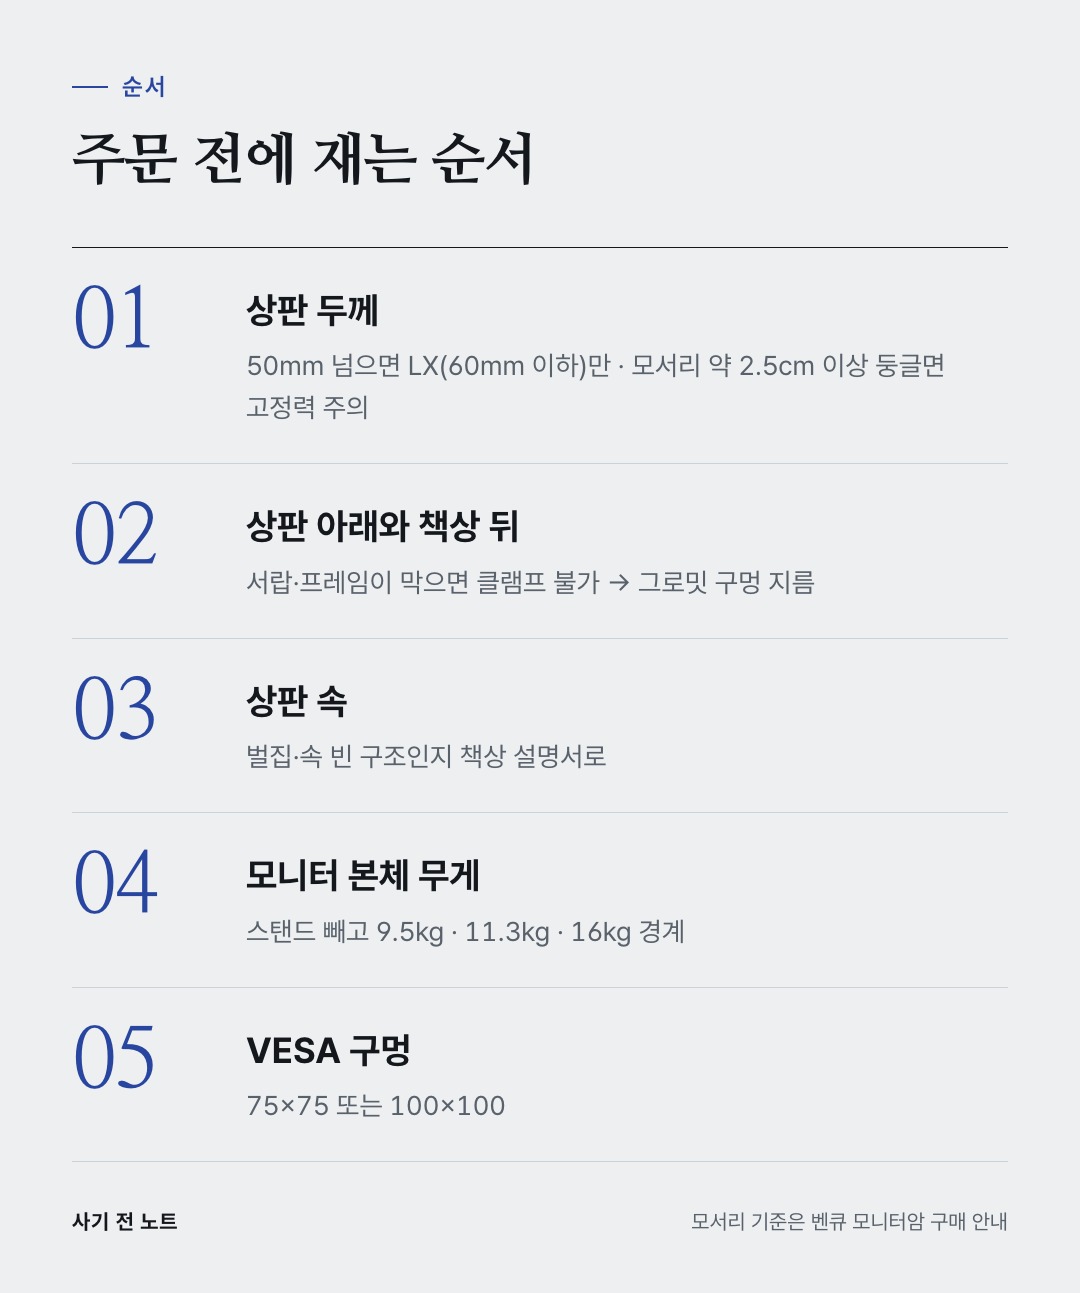 순서
주문 전에 재는 순서
01
상판 두께
50mm 넘으면 LX(60mm 이하)만 · 모서리 약 2.5cm 이상 둥글면
고정력 주의
02
상판 아래와 책상 뒤
서랍·프레임이 막으면 클램프 불가 → 그로밋 구멍 지름
03
상판 속
벌집·속 빈 구조인지 책상 설명서로
04
모니터 본체 무게
스탠드 빼고 9.5kg · 11.3kg · 16kg 경계
05
VESA 구멍
75×75 또는 100×100
사기 전 노트
모서리 기준은 벤큐 모니터암 구매 안내